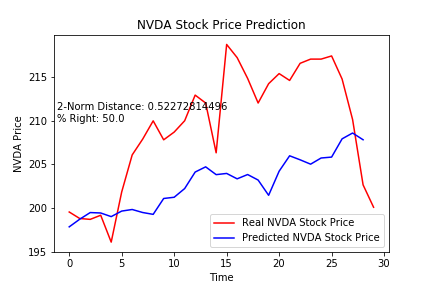 NVDA Stock Price Prediction
NVDA Price
215
210
205
200
195
2-Norm Distance: 0.52272814496
% Right: 50.0
Real NVDA Stock Price
Predicted NVDA Stock Price
0 5 10 15 20 25 30
Time